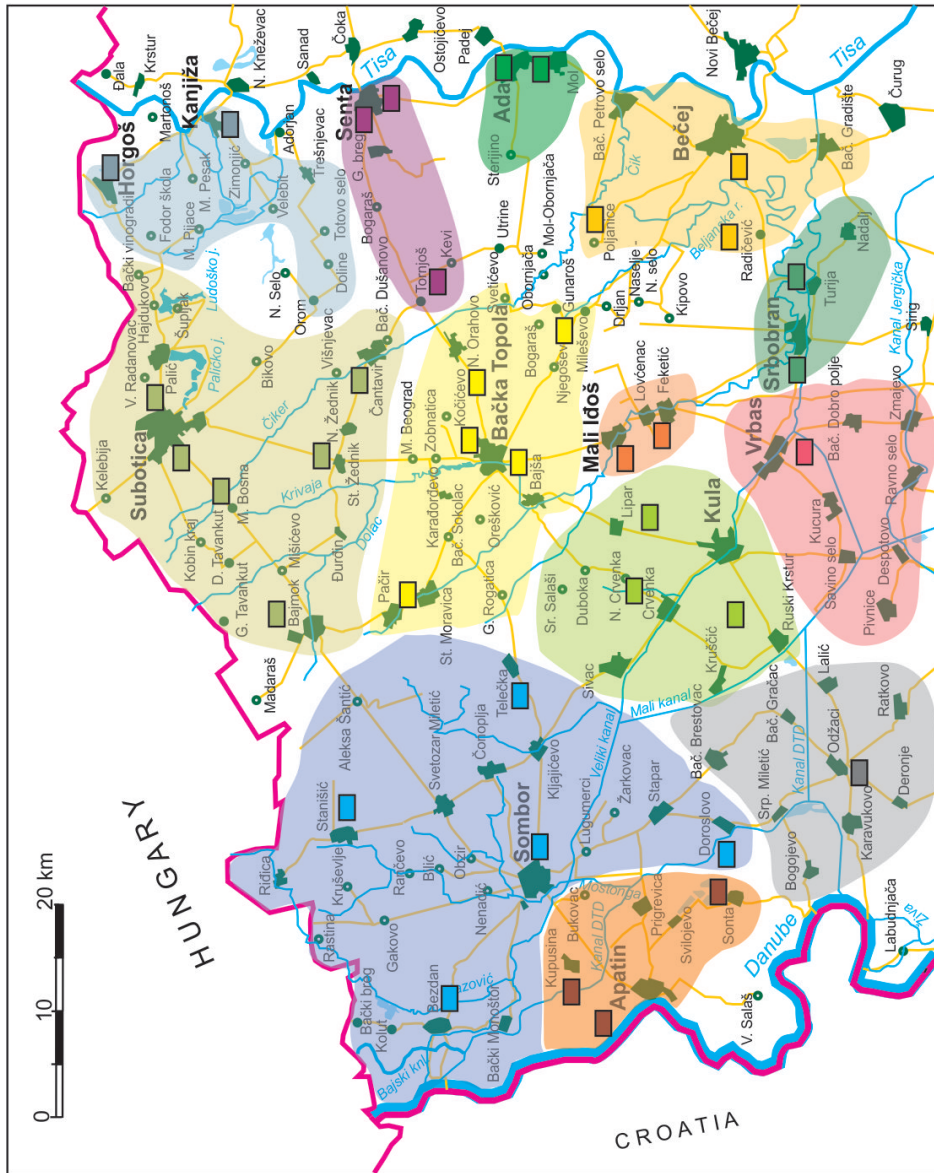 0
10
20 km
HUNGARY
CROATIA
Kelebija
Subotica
V. Radanovac
Palić
Hajdukovo
Bački vinogradi
Šupljak
Ludoško j.
Paličko j.
Bikovo
Čiker
Višnjevac
Čantavir
Bač. Dušanovo
N. Žednik
St. Žednik
Krivaja
Dolac
Kobin kraj
D. Tavankut
M. Bosna
G. Tavankut
Mišićevo
Bajmok
Đurđin
Madaraš
Horgoš
Kanjiža
Đala
Krstur
Martonoš
N. Kneževac
Fodor škola
M. Pesak
M. Pijace
Zimonjić
Velebit
Adorjan
Trešnjevac
Totovo selo
Doline
N. Selo
Orom
Sanad
Čoka
Tisa
Ostojićevo
Padej
Senta
G. breg
Bogaraš
Tornjoš
Kevi
Utrine
Ada
Mol
Sterijino
Mol-Obornjača
Obornjača
Svetićevo
Gunaroš
Bačka Topola
M. Beograd
Zobnatica
Kočićevo
N. Orahovo
Karađorđevo
Bač. Sokolac
Orešković
Bajša
Bogaraš
Njegoševo
Mileševo
Pačir
St. Moravica
G. Rogatica
Drljan
Naselje -
N. selo
Kipovo
Mali Iđoš
Lovćenac
Feketić
Bečej
Bač. Petrovo selo
Čik
Poljanice
Beljanska r.
Radičević
Bač. Gradište
Novi Bečej
Tisa
Čurug
Srbobran
Turija
Nadalj
Kanal Jergička
Sirig
Kula
Lipar
Sr. Salaši
Duboka
N. Crvenka
Crvenka
Sivac
Kruščić
Ruski Krstur
Mali kanal
Veliki kanal
Vrbas
Bač. Dobro polje
Zmajevo
Kucura
Savino selo
Ravno selo
Despotovo
Pivnice
Sombor
Riđica
Raština
Stanišić
Aleksa Šantić
Kruševlje
Gakovo
Rančevo
Bilić
Obzir
Nenadić
Svetozar Miletić
Čonoplja
Telečka
Kljajićevo
Lugumerci
Žarkovac
Stapar
Doroslovo
Mostonga
Bački breg
Kolut
Bezdan
Bački Monoštor
Bajski knl.
Apatin
Kupusina
Bukovac
Kanal DTD
Prigrevica
Svilojevo
Sonta
V. Salaš
Danube
Bač. Brestovac
Bač. Gračac
Lalić
Srp. Miletić
Odžaci
Kanal DTD
Ratkovo
Bogojevo
Karavukovo
Deronje
Labudnjača
Živa